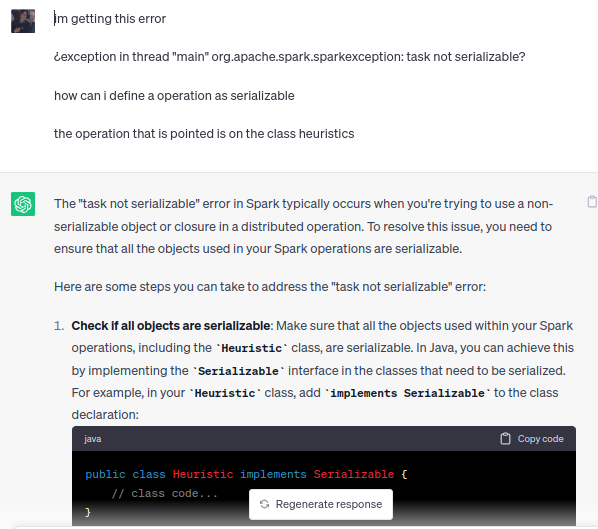 im getting this error
¿exception in thread "main" org.apache.spark.sparkexception: task not serializable?
how can i define a operation as serializable
the operation that is pointed is on the class heuristics
The "task not serializable" error in Spark typically occurs when you're trying to use a non-
serializable object or closure in a distributed operation. To resolve this issue, you need to
ensure that all the objects used in your Spark operations are serializable.
Here are some steps you can take to address the "task not serializable" error:
1. Check if all objects are serializable: Make sure that all the objects used within your Spark
operations, including the `Heuristic` class, are serializable. In Java, you can achieve this
by implementing the `Serializable` interface in the classes that need to be serialized.
For example, in your `Heuristic` class, add `implements Serializable` to the class
declaration:
java Copy code
public class Heuristic implements Serializable {
// class code...
Regenerate response
}